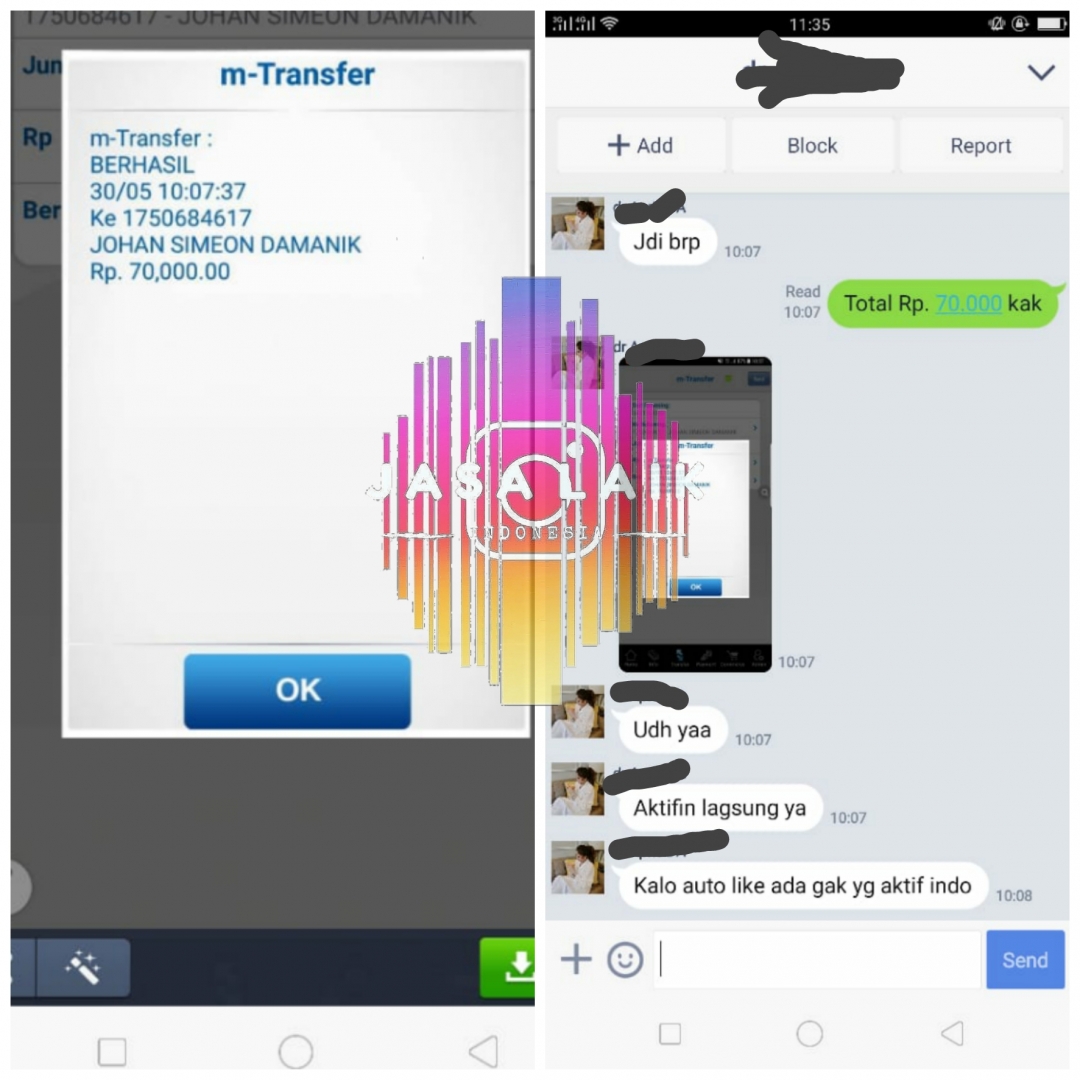 1750684617 - JOHAN SIMEON DAMANIK
Jun
Rp
Ber
m-Transfer
m-Transfer :
BERHASIL
30/05 10:07:37
Ke 1750684617
JOHAN SIMEON DAMANIK
Rp. 70,000.00
OK
11:35
+ Add
Block
Report
Jdi brp
10:07
Read
10:07
Total Rp. 70.000 kak
m-Transfer
m-Transfer
OK
10:07
Udh yaa
10:07
Aktifin lagsung ya
10:07
Kalo auto like ada gak yg aktif indo
10:08
Send
JASA LAIK
INDONESIA